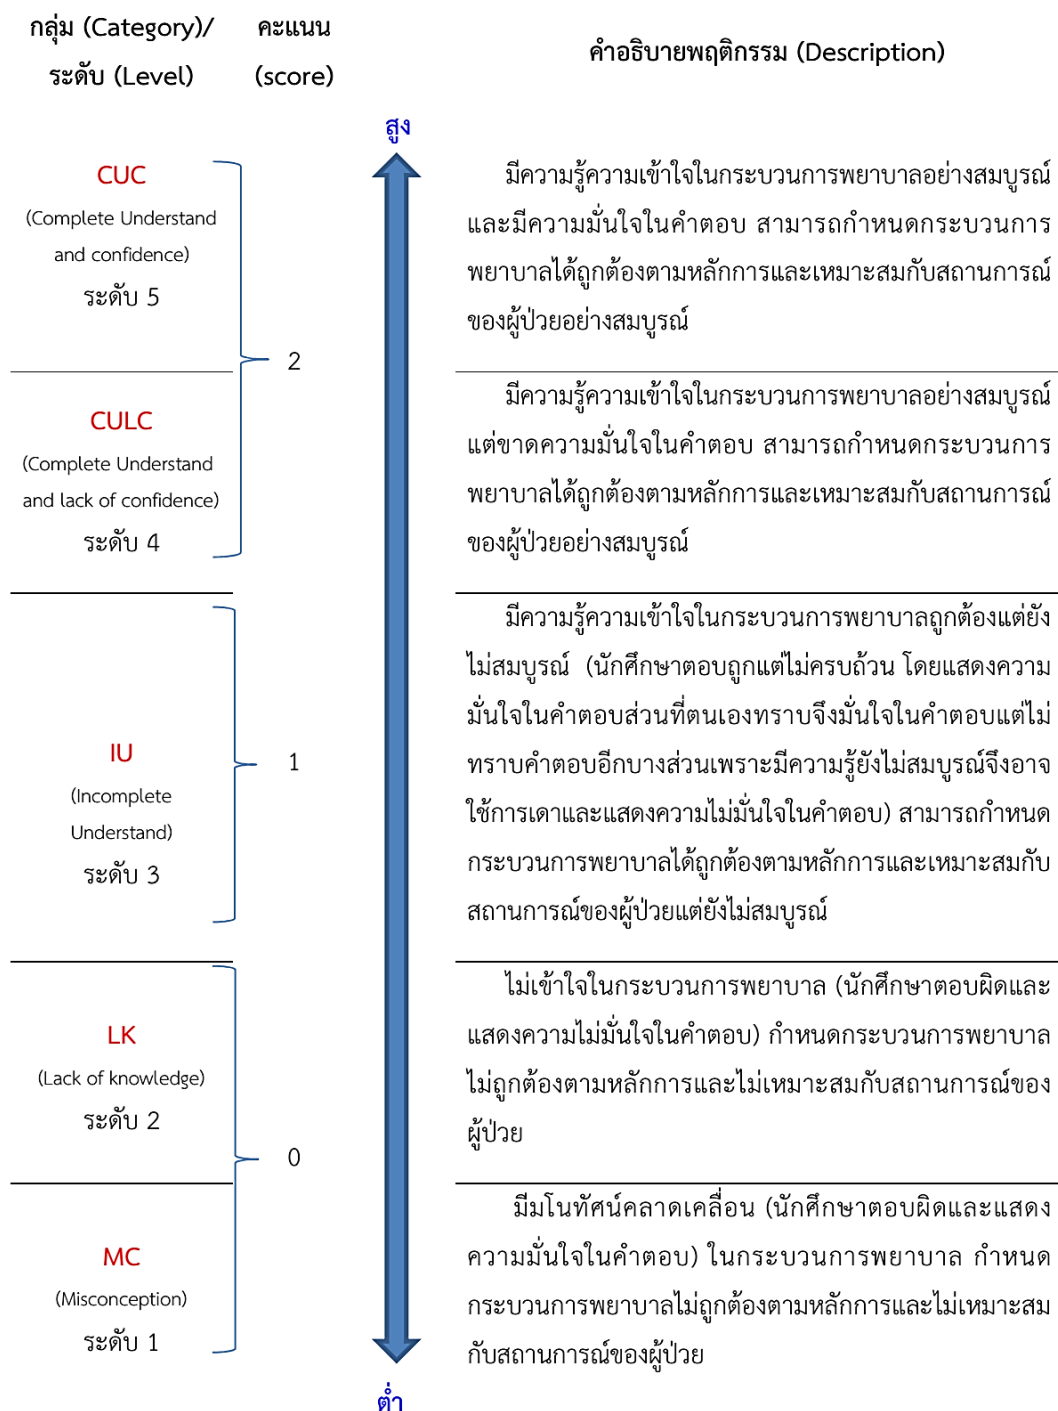 กลุ่ม (Category)/
ระดับ (Level)
คะแนน
(score)
คำอธิบายพฤติกรรม (Description)
สูง
CUC
(Complete Understand
and confidence)
ระดับ 5
มีความรู้ความเข้าใจในกระบวนการพยาบาลอย่างสมบูรณ์
และมีความมั่นใจในคำตอบ สามารถกำหนดกระบวนการ
พยาบาลได้ถูกต้องตามหลักการและเหมาะสมกับสถานการณ์
ของผู้ป่วยอย่างสมบูรณ์
2
CULC
(Complete Understand
and lack of confidence)
ระดับ 4
มีความรู้ความเข้าใจในกระบวนการพยาบาลอย่างสมบูรณ์
แต่ขาดความมั่นใจในคำตอบ สามารถกำหนดกระบวนการ
พยาบาลได้ถูกต้องตามหลักการและเหมาะสมกับสถานการณ์
ของผู้ป่วยอย่างสมบูรณ์
IU
(Incomplete
Understand)
ระดับ 3
1
มีความรู้ความเข้าใจในกระบวนการพยาบาลถูกต้องแต่ยัง
ไม่สมบูรณ์ (นักศึกษาตอบถูกแต่ไม่ครบถ้วน โดยแสดงความ
มั่นใจในคำตอบส่วนที่ตนเองทราบจึงมั่นใจในคำตอบแต่ไม่
ทราบคำตอบอีกบางส่วนเพราะมีความรู้ยังไม่สมบูรณ์จึงอาจ
ใช้การเดาและแสดงความไม่มั่นใจในคำตอบ) สามารถกำหนด
กระบวนการพยาบาลได้ถูกต้องตามหลักการและเหมาะสมกับ
สถานการณ์ของผู้ป่วยแต่ยังไม่สมบูรณ์
LK
(Lack of knowledge)
ระดับ 2
ไม่เข้าใจในกระบวนการพยาบาล (นักศึกษาตอบผิดและ
แสดงความไม่มั่นใจในคำตอบ) กำหนดกระบวนการพยาบาล
ไม่ถูกต้องตามหลักการและไม่เหมาะสมกับสถานการณ์ของ
ผู้ป่วย
0
MC
(Misconception)
ระดับ 1
มีมโนทัศน์คลาดเคลื่อน (นักศึกษาตอบผิดและแสดง
ความมั่นใจในคำตอบ) ในกระบวนการพยาบาล กำหนด
กระบวนการพยาบาลไม่ถูกต้องตามหลักการและไม่เหมาะสม
กับสถานการณ์ของผู้ป่วย
ต่ำ